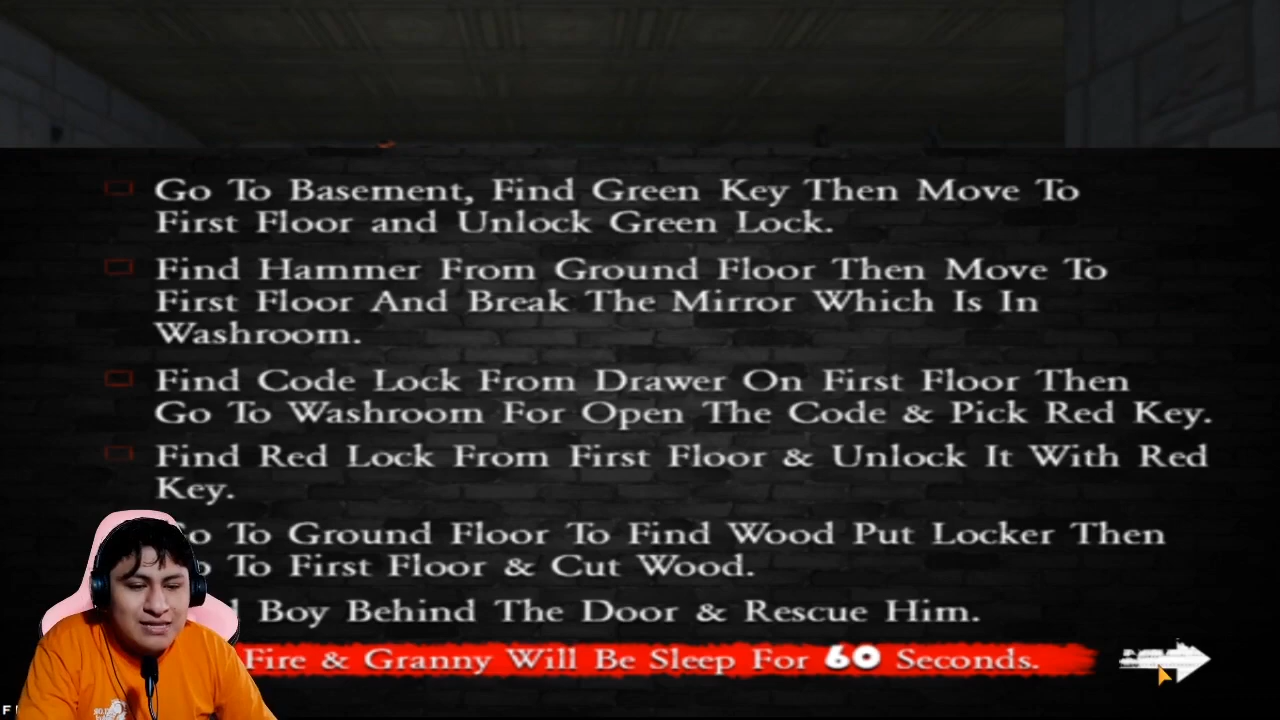 Go To Basement, Find Green Key Then Move To
First Floor and Unlock Green Lock.
Find Hammer From Ground Floor Then Move To
First Floor And Break The Mirror Which Is In
Washroom.
Find Code Lock From Drawer On First Floor Then
Go To Washroom For Open The Code & Pick Red Key.
Find Red Lock From First Floor & Unlock It With Red
Key.
To Ground Floor To Find Wood Put Locker Then
To First Floor & Cut Wood.
Boy Behind The Door & Rescue Him.
Fire & Granny Will Be Sleep For 60 Seconds.